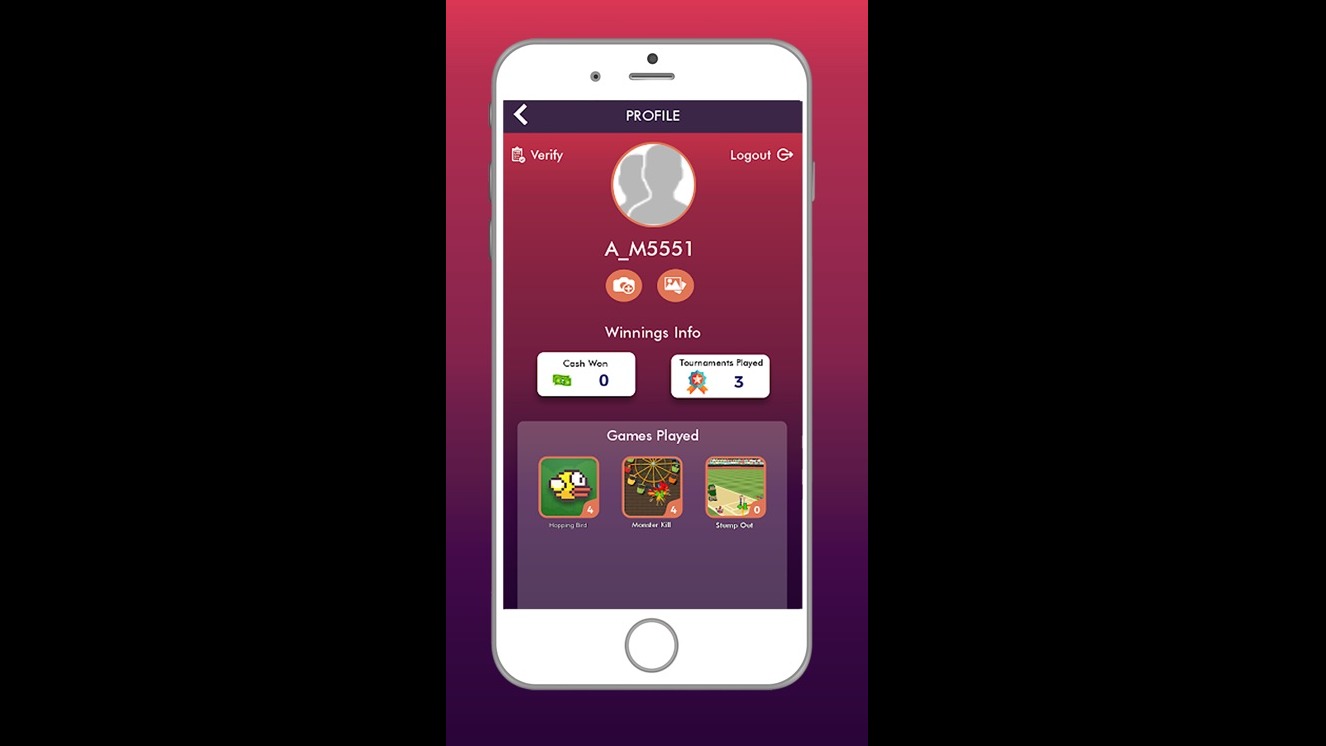 PROFILE
Verify
Logout
A_M5551
Winnings Info
Cash Won
0
Tournaments Played
3
Games Played
4
4
0
Hopping Bird
Monster Kill
Stump Out